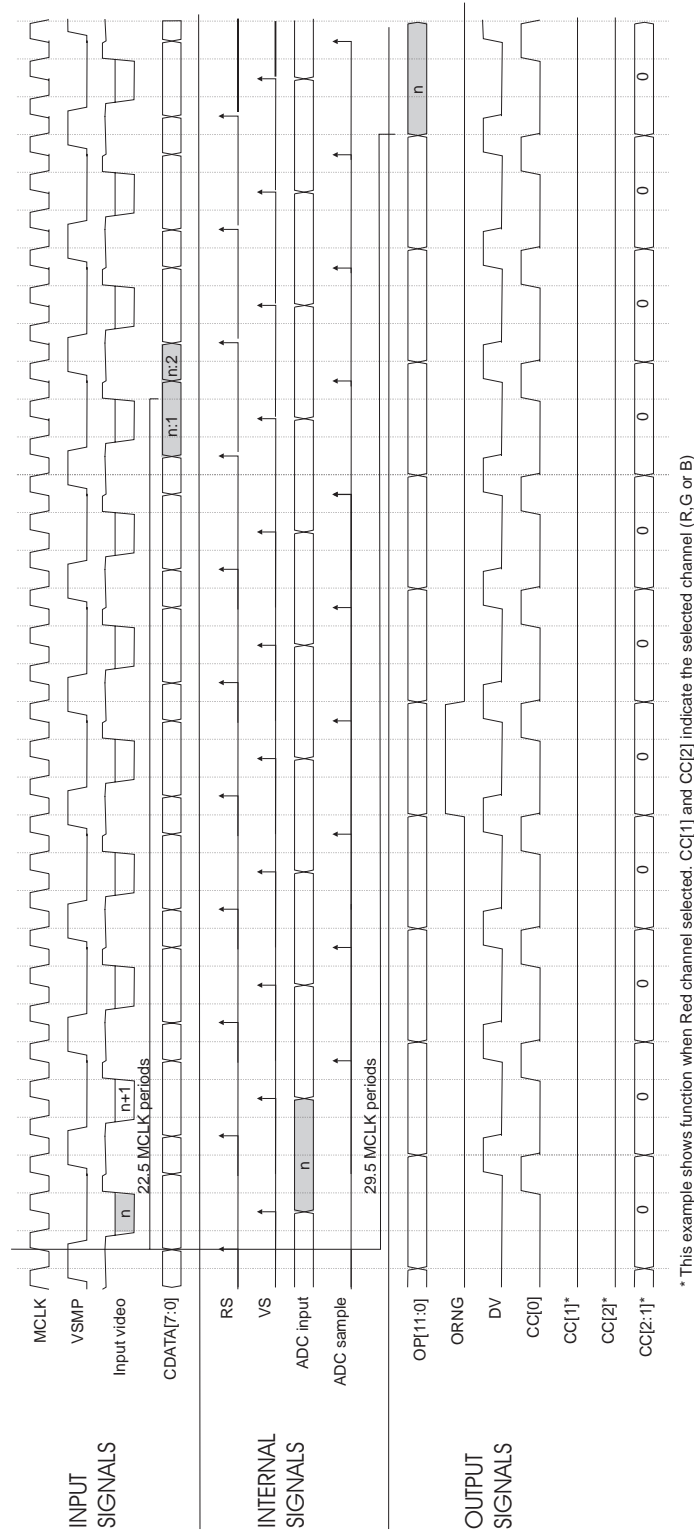 INPUT
SIGNALS
MCLK
VSMP
Input video
n
n+1
22.5 MCLK periods
CDATA[7:0]
n:1
n:2
INTERNAL
SIGNALS
RS
VS
ADC input
n
ADC sample
29.5 MCLK periods
OUTPUT
SIGNALS
OP[11:0]
n
ORNG
DV
CC[0]
CC[1]*
CC[2]*
CC[2:1]*
0 0 0 0 0 0 0 0 0 0 0
* This example shows function when Red channel selected. CC[1] and CC[2] indicate the selected channel (R,G or B)